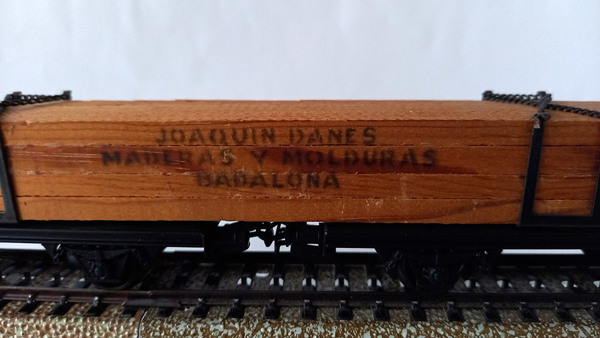 JOAQUIN DANES
MADERAS Y MOLDURAS
BADALONA